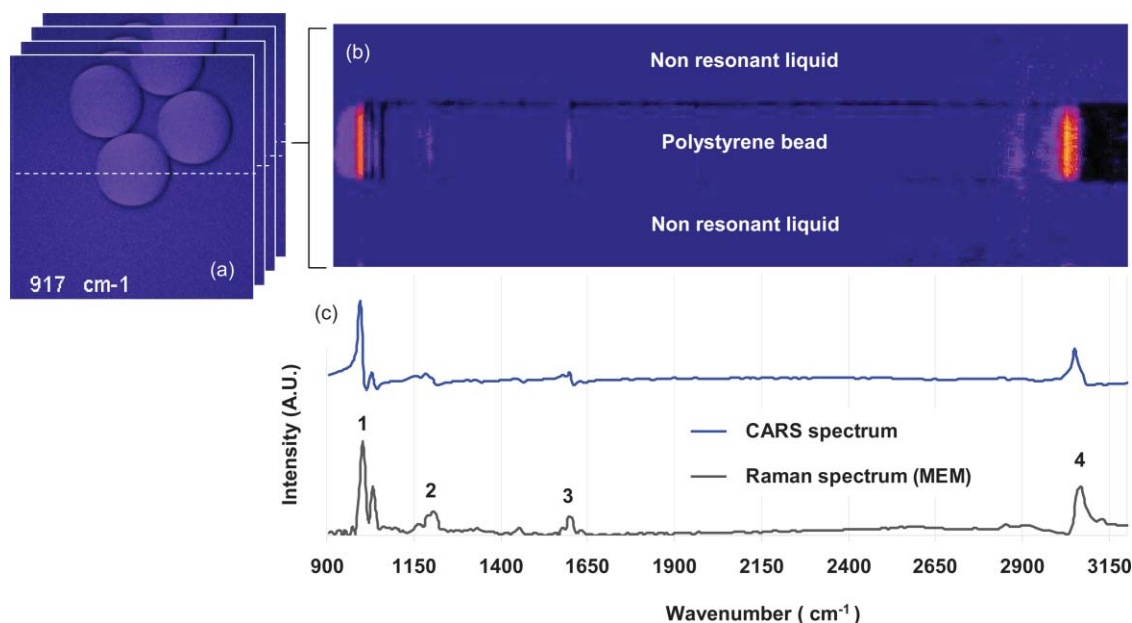 917 cm-1
(a)
(b)
Non resonant liquid
Polystyrene bead
Non resonant liquid
(c)
Intensity (A.U.)
1
2
3
4
CARS spectrum
Raman spectrum (MEM)
900 1150 1400 1650 1900 2150 2400 2650 2900 3150
Wavenumber ( cm⁻¹ )